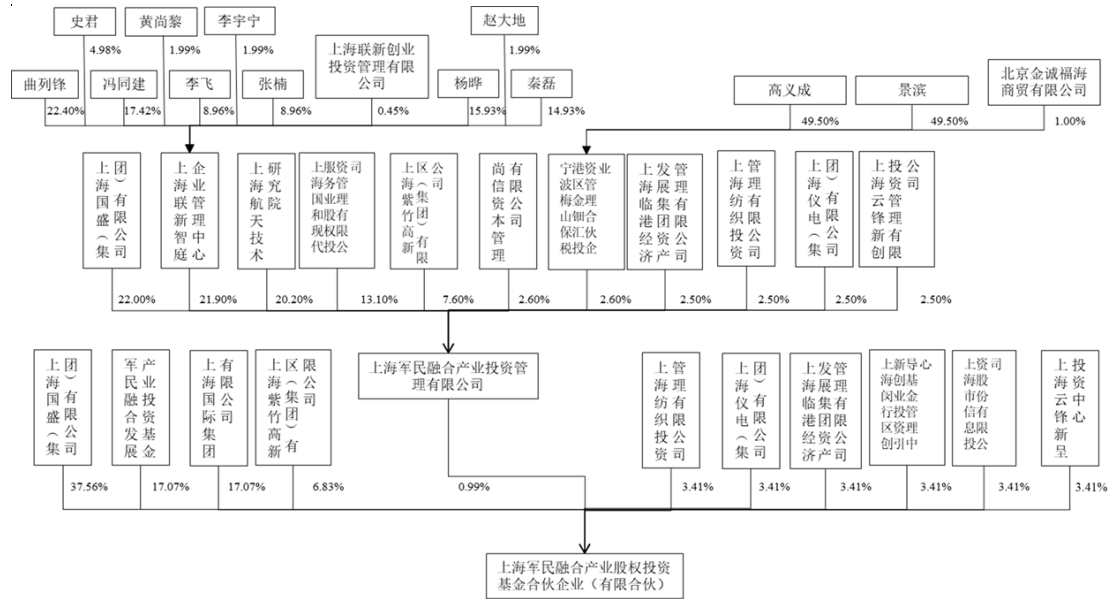 史君
黄尚黎
李宇宁
赵大地
4.98%
1.99%
1.99%
1.99%
曲列锋
冯同建
李飞
张楠
上海联新创业
投资管理有限
公司
杨晔
秦磊
高义成
景滨
北京金诚福海
商贸有限公司
22.40%
17.42%
8.96%
8.96%
0.45%
15.93%
14.93%
49.50%
49.50%
1.00%
上海国盛（集
团）有限公司
上海联新智庭
企业管理中心
上海航天技术
研究院
上海国和现代
服务业股权投
资管理有限公
司
上海紫竹高新
区（集团）有限
公司
尚信资本管理
有限公司
宁波梅山保税
港区金钿汇投
资管理合伙企
业
上海临港经济
发展集团资产
管理有限公司
上海纺织投资
管理有限公司
上海仪电（集
团）有限公司
上海云锋新创
投资管理有限
公司
22.00%
21.90%
20.20%
13.10%
7.60%
2.60%
2.60%
2.50%
2.50%
2.50%
2.50%
上海国盛（集
团）有限公司
军民融合发展
产业投资基金
上海国际集团
有限公司
上海紫竹高新
区（集团）有
限公司
上海军民融合产业投资管
理有限公司
上海纺织投资
管理有限公司
上海仪电（集
团）有限公司
上海临港经济
发展集团资产
管理有限公司
上海闵行区创
新创业投资引
导基金管理中
心
上海市信息投
资股份有限公
司
上海云锋新呈
投资中心
37.56%
17.07%
17.07%
6.83%
0.99%
3.41%
3.41%
3.41%
3.41%
3.41%
3.41%
上海军民融合产业股权投资
基金合伙企业（有限合伙）